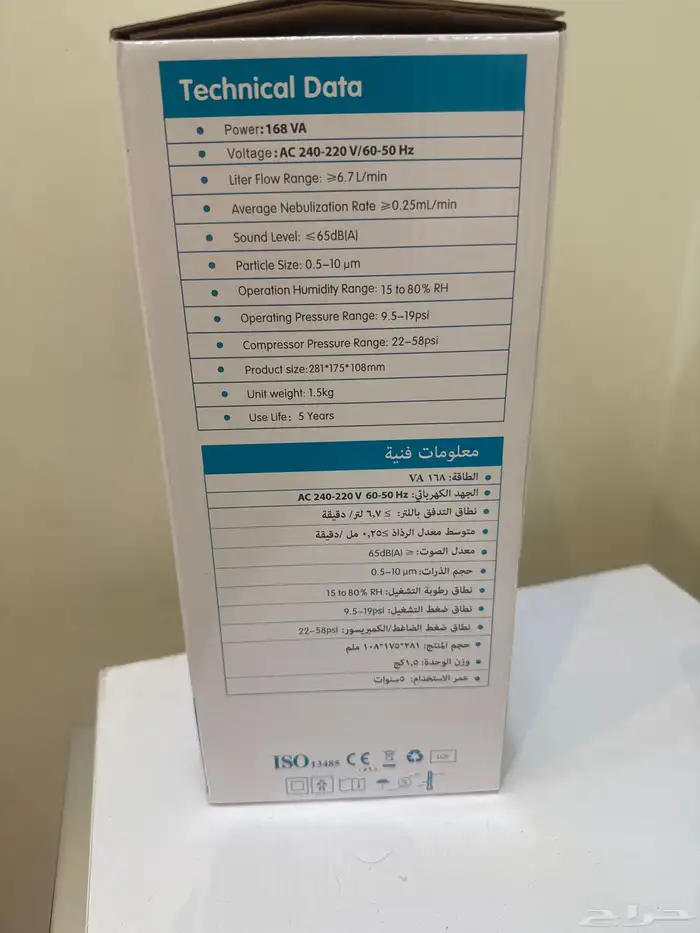 Technical Data
Power: 168 VA
Voltage: AC 240-220 V/60-50 Hz
Liter Flow Range: ≥6.7 L/min
Average Nebulization Rate ≥0.25mL/min
Sound Level: ≤65dB(A)
Particle Size: 0.5–10 µm
Operation Humidity Range: 15 to 80% RH
Operating Pressure Range: 9.5–19psi
Compressor Pressure Range: 22–58psi
Product size:281*175*108mm
Unit weight: 1.5kg
Use Life: 5 Years
معلومات فنية
الطاقة: ١٦٨ VA
الجهد الكهربائي: AC 240-220 V 60-50 Hz
نطاق التدفق باللتر: ≥ ٦,٧ لتر/ دقيقة
متوسط معدل الرذاذ ≥٠,٢٥ مل /دقيقة
معدل الصوت: ≥ 65dB(A)
حجم الذرات: 0.5–10 µm
نطاق رطوبة التشغيل: 15 to 80% RH
نطاق ضغط التشغيل: 9.5–19psi
نطاق ضغط الضاغط/الكمبريسور: 22–58psi
حجم المنتج: ٢٨١*١٧٥*١٠٨ ملم
وزن الوحدة: ١,٥كج
عمر الاستخدام: ٥سنوات
ISO 13485 CE
حراج